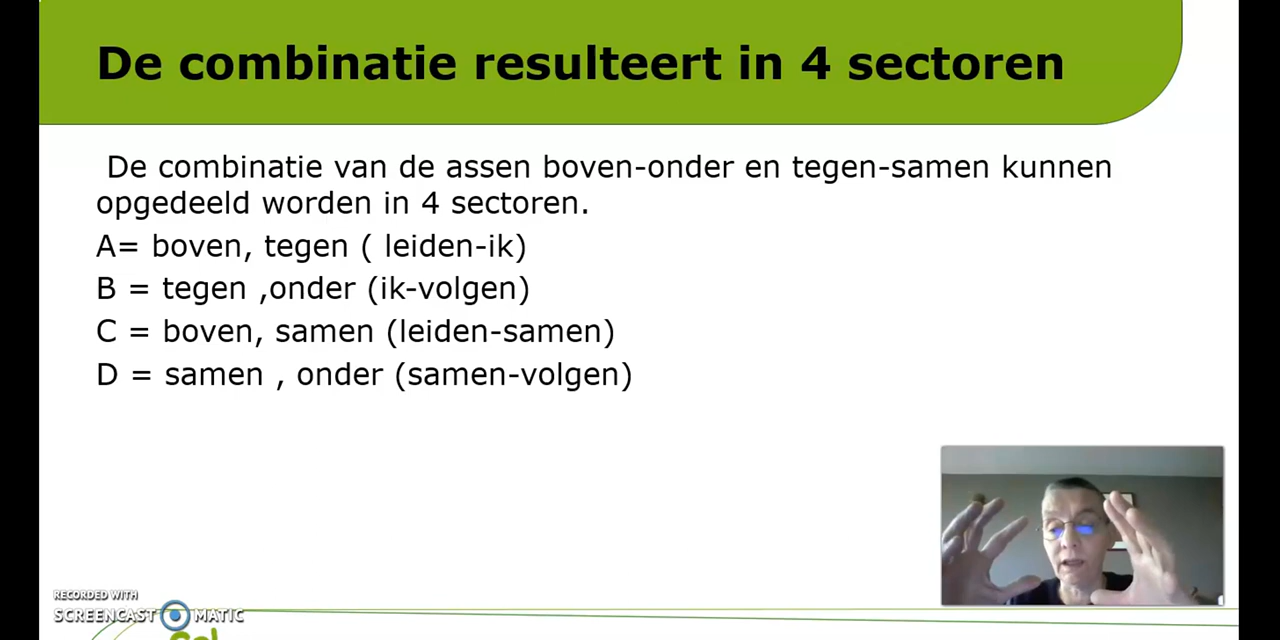 De combinatie resulteert in 4 sectoren
De combinatie van de assen boven-onder en tegen-samen kunnen
opgedeeld worden in 4 sectoren.
A= boven, tegen ( leiden-ik)
B = tegen ,onder (ik-volgen)
C = boven, samen (leiden-samen)
D = samen , onder (samen-volgen)
RECORDED WITH
SCREENCAST MATIC